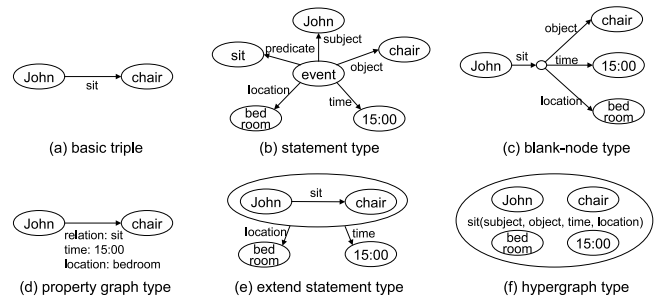 John
sit
chair
(a) basic triple
John
subject
predicate
sit
chair
object
event
location
time
bed
room
15:00
(b) statement type
object
chair
John
sit
time
15:00
location
bed
room
(c) blank-node type
John
chair
relation: sit
time: 15:00
location: bedroom
(d) property graph type
sit
John
chair
location
time
bed
room
15:00
(e) extend statement type
John
chair
sit(subject, object, time, location)
bed
room
15:00
(f) hypergraph type